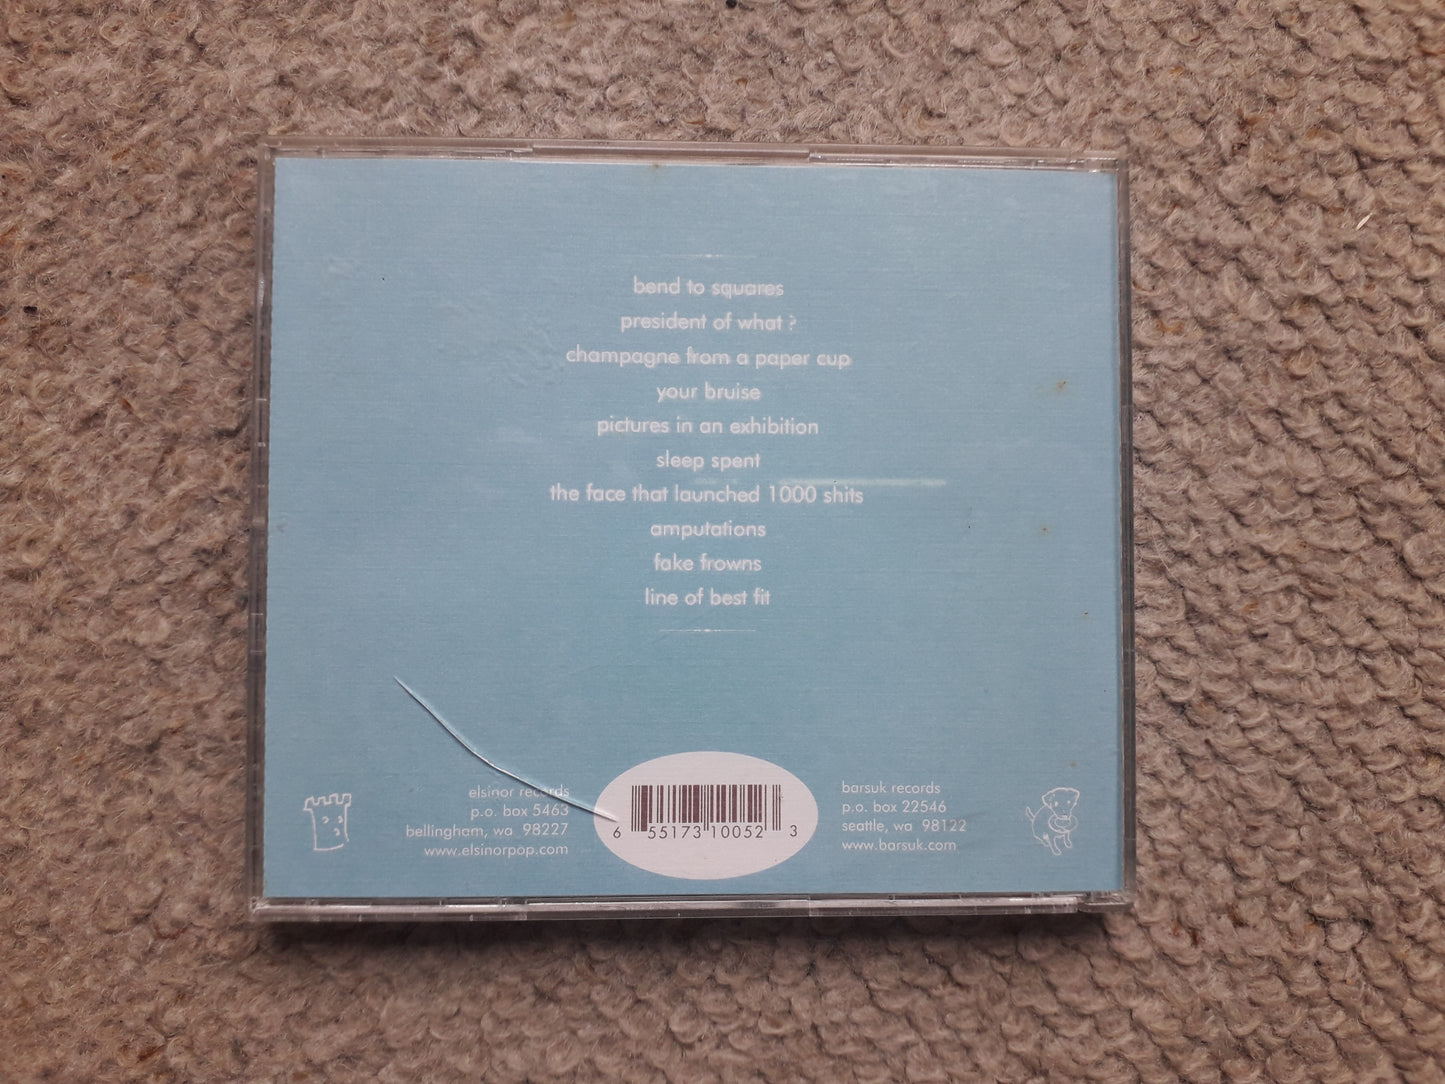 bend to squares
president of what ?
champagne from a paper cup
your bruise
pictures in an exhibition
sleep spent
the face that launched 1000 shits
amputations
fake frowns
line of best fit
elsinor records
p.o. box 5463
bellingham, wa 98227
www.elsinorpop.com
6 55173 10052 3
barsuk records
p.o. box 22546
seattle, wa 98122
www.barsuk.com